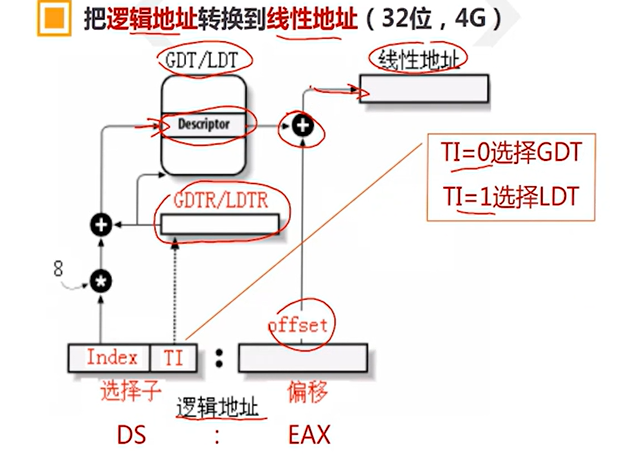 把逻辑地址转换到线性地址（32位，4G）
GDT/LDT
线性地址
Descriptor
TI=0选择GDT
TI=1选择LDT
GDTR/LDTR
8
offset
Index TI :
选择子 偏移
逻辑地址
DS : EAX